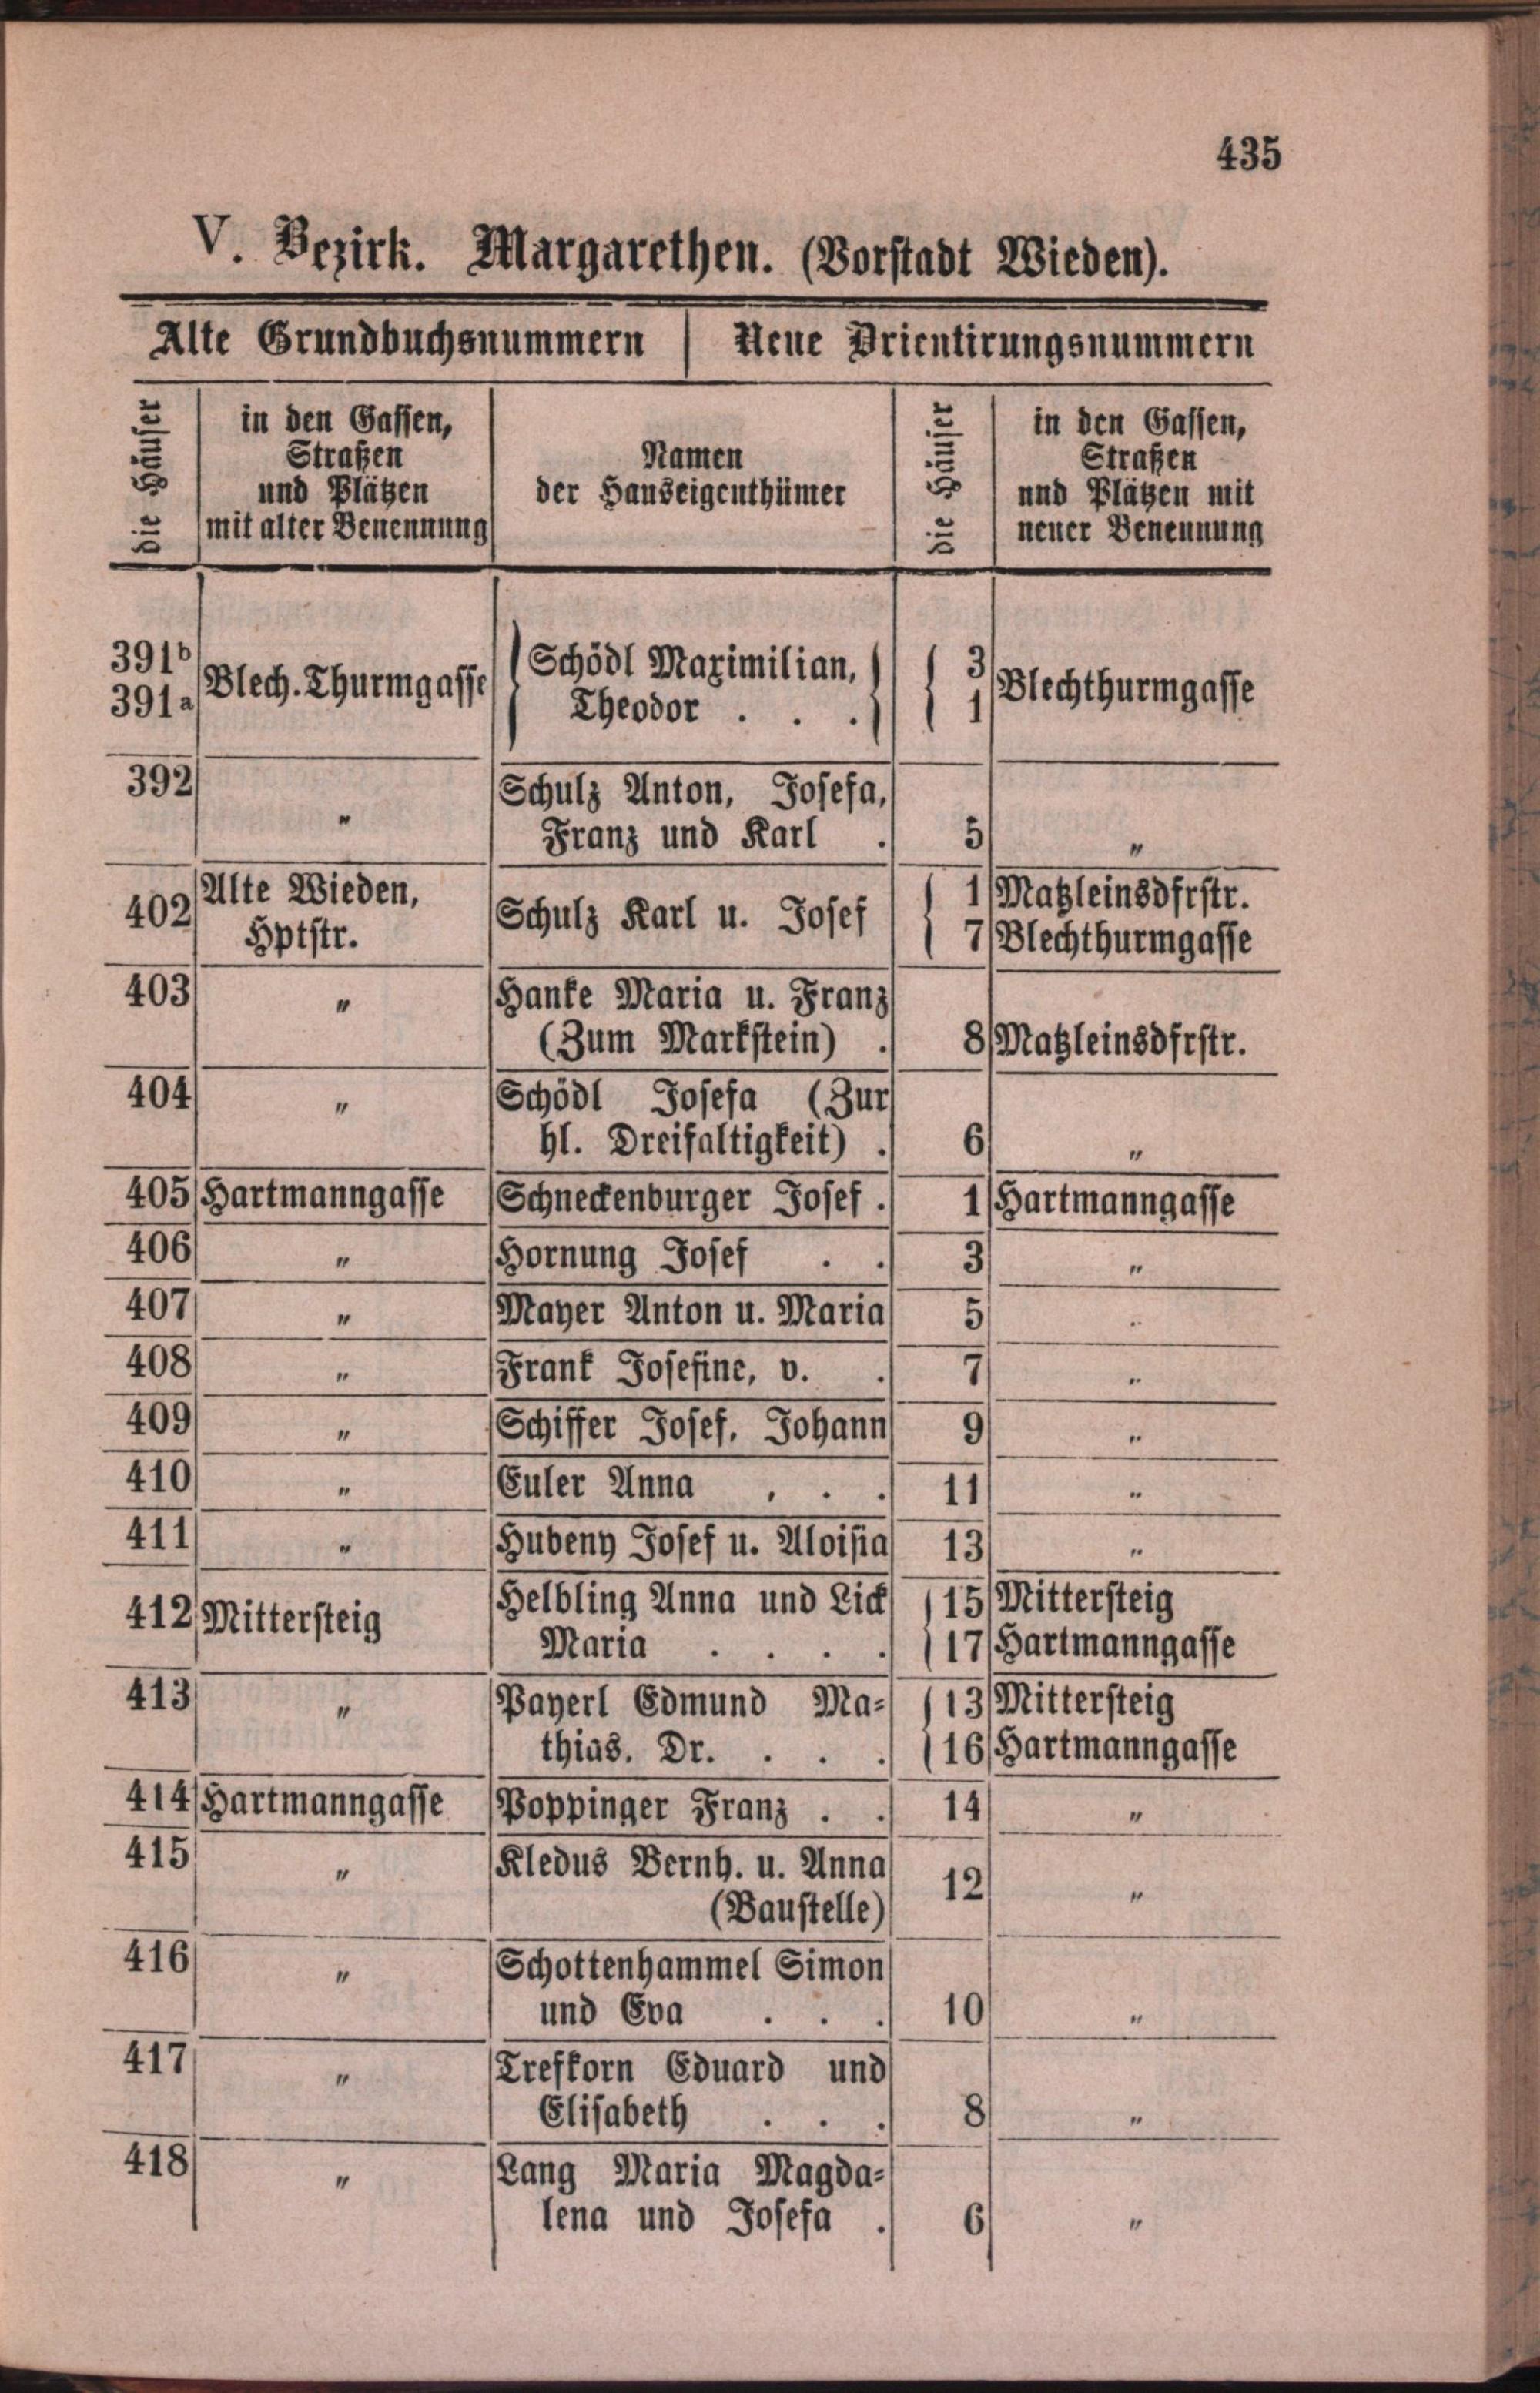 435
V. Bezirk. Margarethen. (Vorstadt Wieden).
Alte Grundbuchsnummern | Neue Orientirungsnummern
die Häuser
in den Gassen,
Straßen
und Plätzen
mit alter Benennung
Namen
der Hauseigenthümer
die Häuser
in den Gassen,
Straßen
und Plätzen mit
neuer Benennung
391b Blech.Thurmgasse Schödl Maximilian, 3 Blechthurmgasse
391a Theodor . . . 1
392 " Schulz Anton, Josefa,
Franz und Karl . 5 "
402 Alte Wieden, Schulz Karl u. Josef 1 Matzleinsdfrstr.
Hptstr. 7 Blechthurmgasse
403 " Hanke Maria u. Franz
(Zum Markstein) . 8 Matzleinsdfrstr.
404 " Schödl Josefa (Zur
hl. Dreifaltigkeit) . 6 "
405 Hartmanngasse Schneckenburger Josef . 1 Hartmanngasse
406 " Hornung Josef . . 3 "
407 " Mayer Anton u. Maria 5 "
408 " Frank Josefine, v. . 7 "
409 " Schiffer Josef, Johann 9 "
410 " Euler Anna , . . 11 "
411 " Hubeny Josef u. Aloisia 13 "
412 Mittersteig Helbling Anna und Lick 15 Mittersteig
Maria . . . . 17 Hartmanngasse
413 " Payerl Edmund Ma- 13 Mittersteig
thias, Dr. . . . 16 Hartmanngasse
414 Hartmanngasse Poppinger Franz . . 14 "
415 " Kledus Bernh. u. Anna
(Baustelle) 12 "
416 " Schottenhammel Simon
und Eva . . . 10 "
417 " Trefkorn Eduard und
Elisabeth . . . 8 "
418 " Lang Maria Magda-
lena und Josefa . 6 "